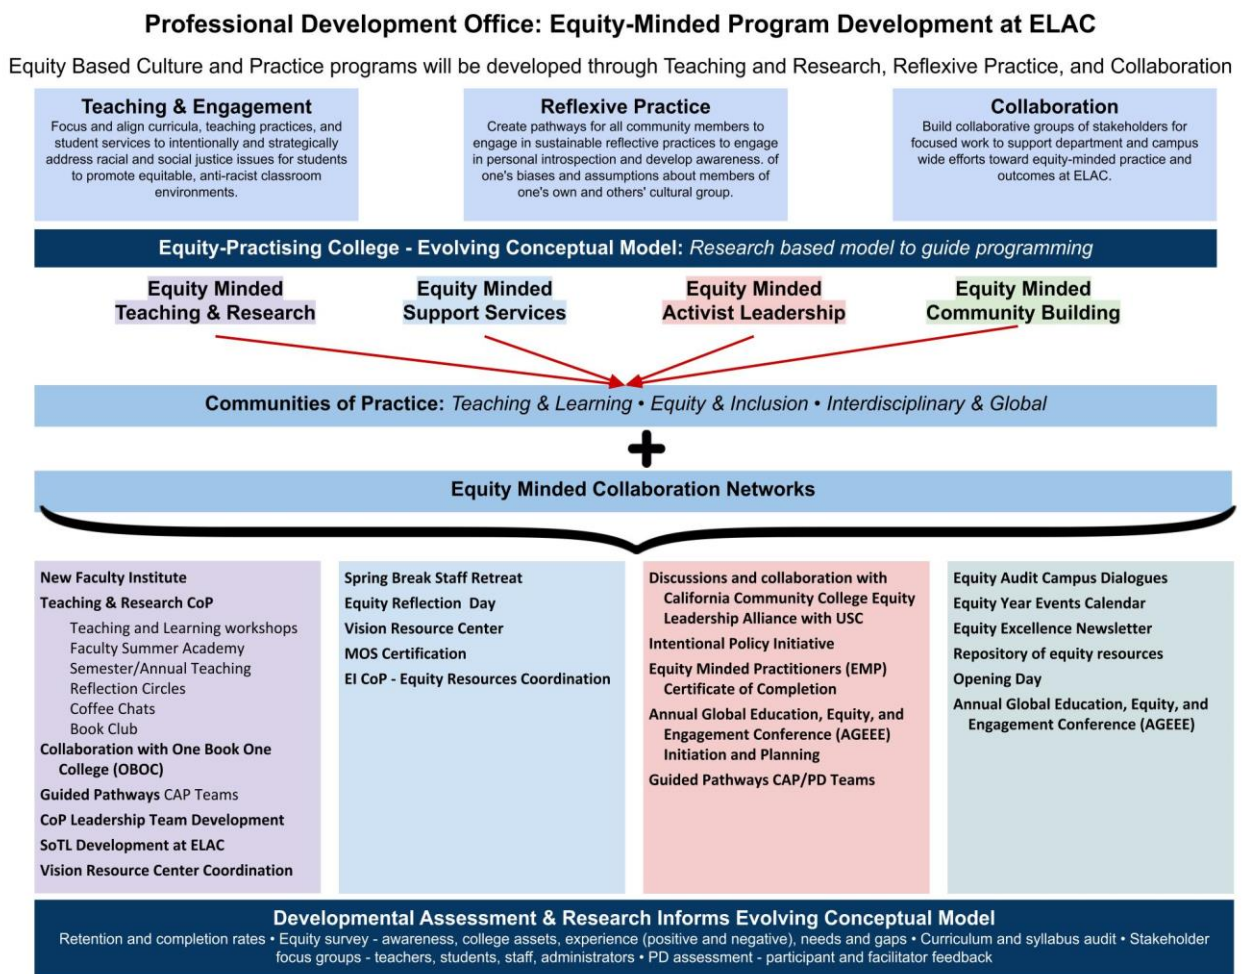 Professional Development Office: Equity-Minded Program Development at ELAC
Equity Based Culture and Practice programs will be developed through Teaching and Research, Reflexive Practice, and Collaboration
Teaching & Engagement
Focus and align curricula, teaching practices, and
student services to intentionally and strategically
address racial and social justice issues for students
to promote equitable, anti-racist classroom
environments.
Reflexive Practice
Create pathways for all community members to
engage in sustainable reflective practices to engage
in personal introspection and develop awareness. of
one's biases and assumptions about members of
one's own and others' cultural group.
Collaboration
Build collaborative groups of stakeholders for
focused work to support department and campus
wide efforts toward equity-minded practice and
outcomes at ELAC.
Equity-Practising College - Evolving Conceptual Model: Research based model to guide programming
Equity Minded
Teaching & Research
Equity Minded
Support Services
Equity Minded
Activist Leadership
Equity Minded
Community Building
Communities of Practice: Teaching & Learning • Equity & Inclusion • Interdisciplinary & Global
+
Equity Minded Collaboration Networks
New Faculty Institute
Teaching & Research CoP
Teaching and Learning workshops
Faculty Summer Academy
Semester/Annual Teaching
Reflection Circles
Coffee Chats
Book Club
Collaboration with One Book One
College (OBOC)
Guided Pathways CAP Teams
CoP Leadership Team Development
SoTL Development at ELAC
Vision Resource Center Coordination
Spring Break Staff Retreat
Equity Reflection Day
Vision Resource Center
MOS Certification
EI CoP - Equity Resources Coordination
Discussions and collaboration with
California Community College Equity
Leadership Alliance with USC
Intentional Policy Initiative
Equity Minded Practitioners (EMP)
Certificate of Completion
Annual Global Education, Equity, and
Engagement Conference (AGEEE)
Initiation and Planning
Guided Pathways CAP/PD Teams
Equity Audit Campus Dialogues
Equity Year Events Calendar
Equity Excellence Newsletter
Repository of equity resources
Opening Day
Annual Global Education, Equity, and
Engagement Conference (AGEEE)
Developmental Assessment & Research Informs Evolving Conceptual Model
Retention and completion rates • Equity survey - awareness, college assets, experience (positive and negative), needs and gaps • Curriculum and syllabus audit • Stakeholder
focus groups - teachers, students, staff, administrators • PD assessment - participant and facilitator feedback